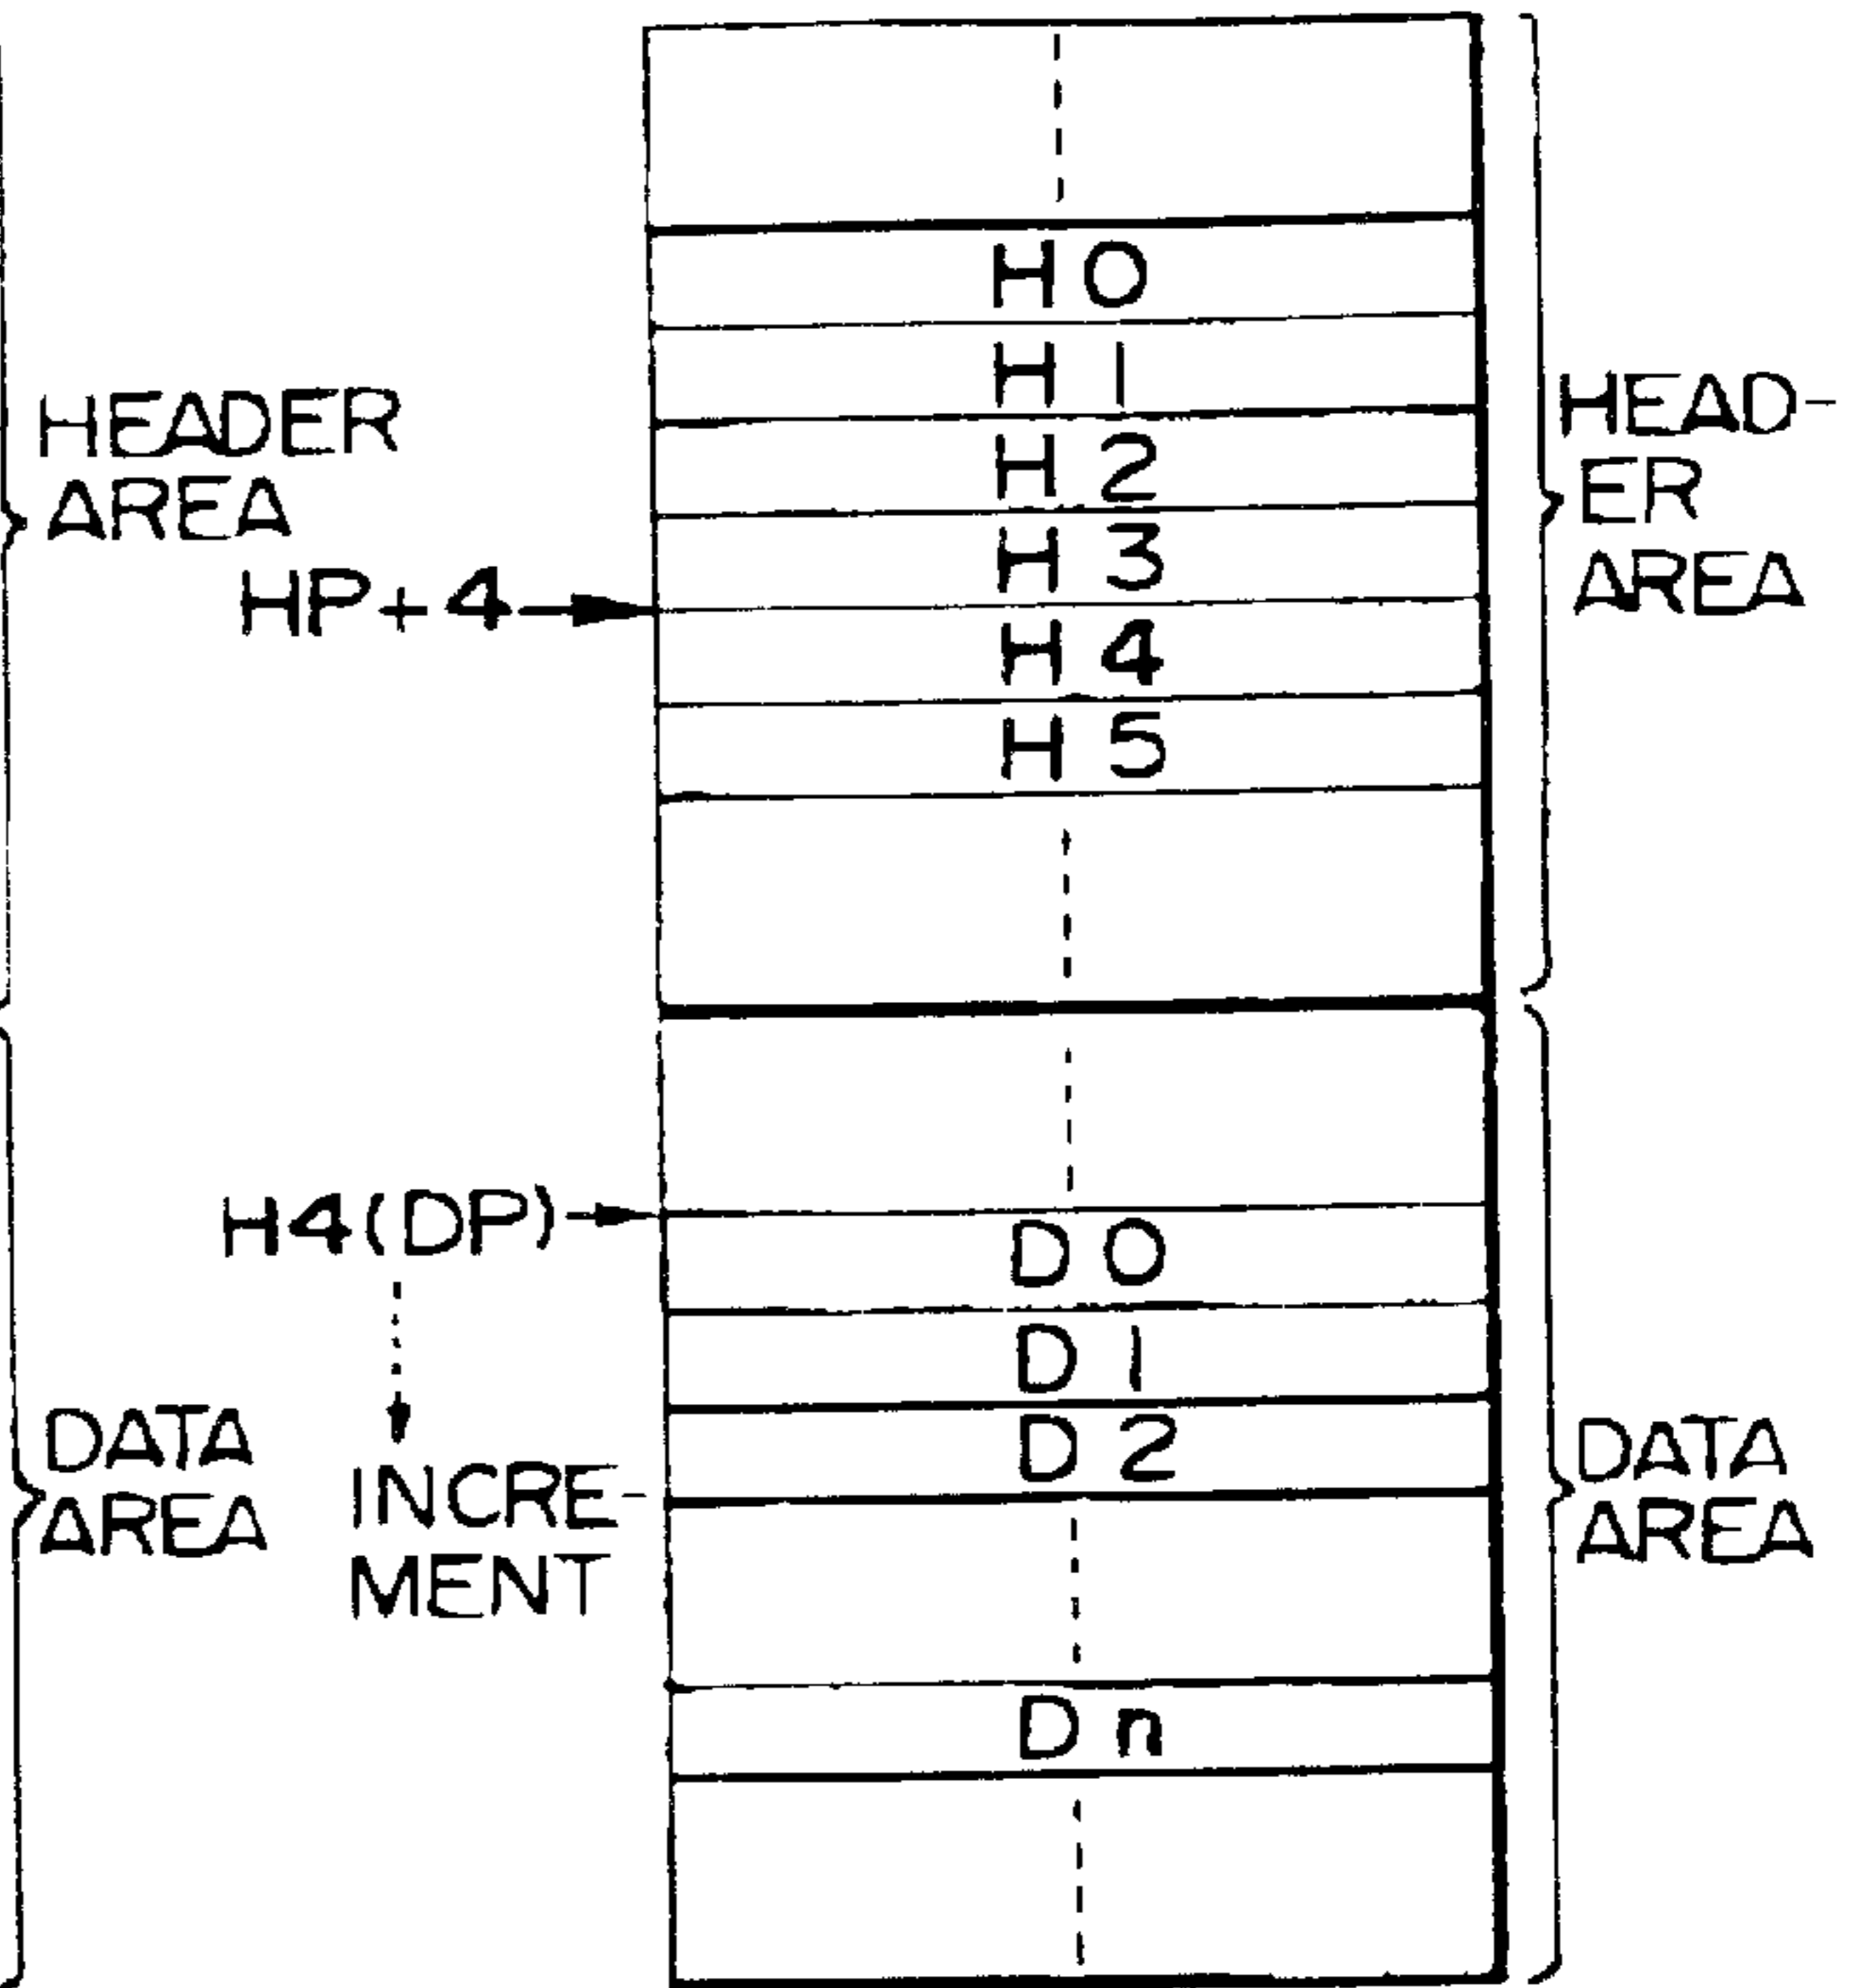 HEADER
AREA
HP+4
H0
H1
H2
H3
H4
H5
HEAD-
ER
AREA
H4(DP)
INCRE-
MENT
DATA
AREA
D0
D1
D2
Dn
DATA
AREA